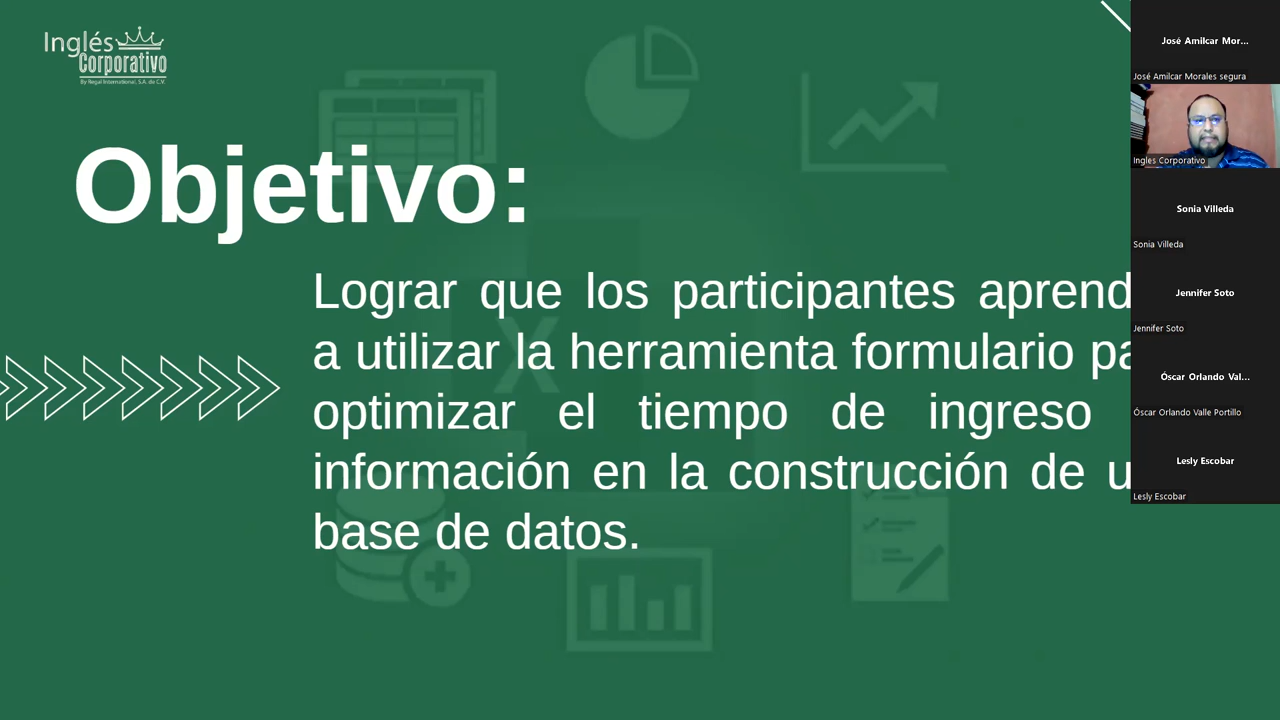 Inglés
Corporativo
By Regal International, S.A. de C.V.
Objetivo:
Lograr que los participantes aprend
a utilizar la herramienta formulario pa
optimizar el tiempo de ingreso
información en la construcción de u
base de datos.
X
José Amilcar Mor...
José Amilcar Morales segura
Ingles Corporativo
Sonia Villeda
Sonia Villeda
Jennifer Soto
Jennifer Soto
Óscar Orlando Val...
Óscar Orlando Valle Portillo
Lesly Escobar
Lesly Escobar